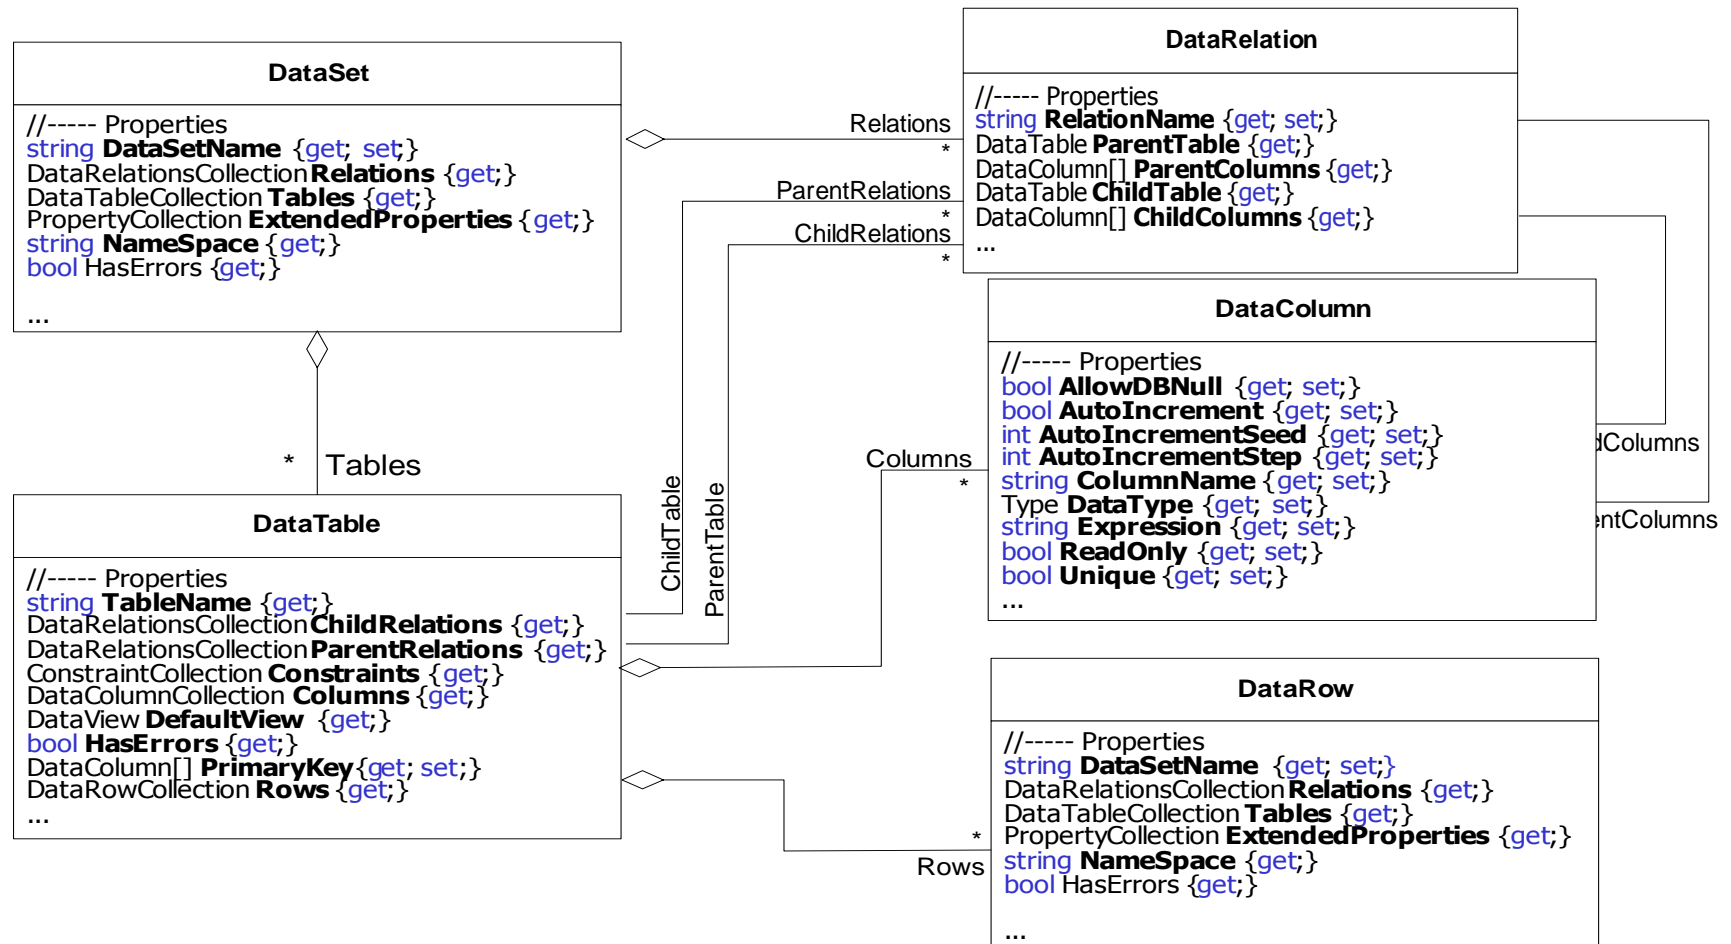 DataSet
//----- Properties
string DataSetName {get; set;}
DataRelationsCollection Relations {get;}
DataTableCollection Tables {get;}
PropertyCollection ExtendedProperties {get;}
string NameSpace {get;}
bool HasErrors {get;}
...
* Tables
DataTable
//----- Properties
string TableName {get;}
DataRelationsCollection ChildRelations {get;}
DataRelationsCollection ParentRelations {get;}
ConstraintCollection Constraints {get;}
DataColumnCollection Columns {get;}
DataView DefaultView {get;}
bool HasErrors {get;}
DataColumn[] PrimaryKey{get; set;}
DataRowCollection Rows {get;}
...
Relations
*
ParentRelations
*
ChildRelations
*
ChildTable
ParentTable
Columns
*
*
Rows
DataRelation
//----- Properties
string RelationName {get; set;}
DataTable ParentTable {get;}
DataColumn[] ParentColumns {get;}
DataTable ChildTable {get;}
DataColumn[] ChildColumns {get;}
...
DataColumn
//----- Properties
bool AllowDBNull {get; set;}
bool AutoIncrement {get; set;}
int AutoIncrementSeed {get; set;}
int AutoIncrementStep {get; set;}
string ColumnName {get; set;}
Type DataType {get; set;}
string Expression {get; set;}
bool ReadOnly {get; set;}
bool Unique {get; set;}
...
dColumns
entColumns
DataRow
//----- Properties
string DataSetName {get; set;}
DataRelationsCollection Relations {get;}
DataTableCollection Tables {get;}
PropertyCollection ExtendedProperties {get;}
string NameSpace {get;}
bool HasErrors {get;}
...